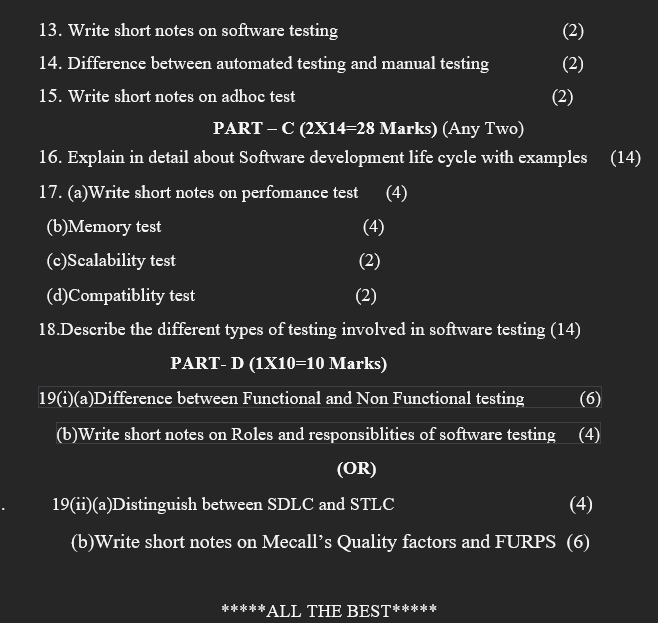 13. Write short notes on software testing (2)
14. Difference between automated testing and manual testing (2)
15. Write short notes on adhoc test (2)
PART – C (2X14=28 Marks) (Any Two)
16. Explain in detail about Software development life cycle with examples (14)
17. (a)Write short notes on perfomance test (4)
(b)Memory test (4)
(c)Scalability test (2)
(d)Compatiblity test (2)
18.Describe the different types of testing involved in software testing (14)
PART- D (1X10=10 Marks)
19(i)(a)Difference between Functional and Non Functional testing (6)
(b)Write short notes on Roles and responsiblities of software testing (4)
(OR)
. 19(ii)(a)Distinguish between SDLC and STLC (4)
(b)Write short notes on Mecall’s Quality factors and FURPS (6)
*****ALL THE BEST*****